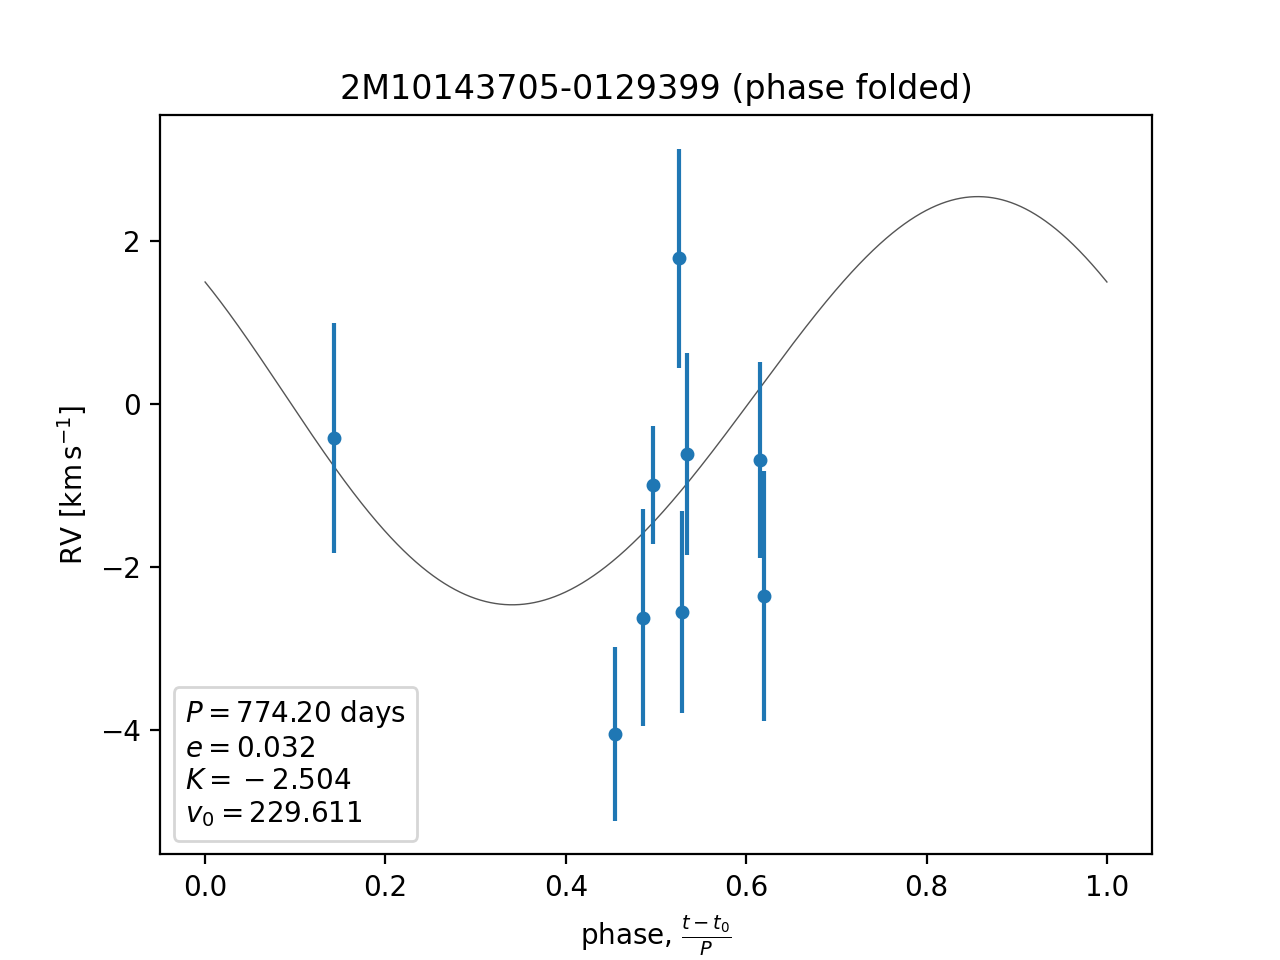 2M10143705-0129399 (phase folded)
RV [km s⁻¹]
2
0
−2
−4
P = 774.20 days
e = 0.032
K = −2.504
v₀ = 229.611
0.0 0.2 0.4 0.6 0.8 1.0
phase, (t − t₀)/P